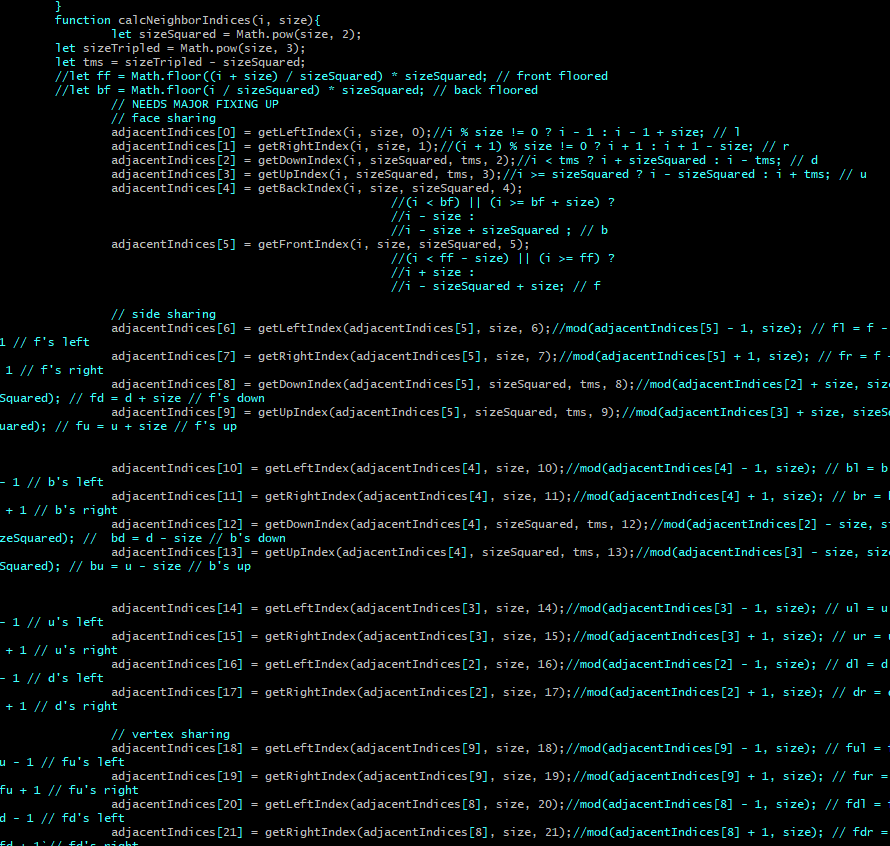 }
function calcNeighborIndices(i, size){
let sizeSquared = Math.pow(size, 2);
let sizeTripled = Math.pow(size, 3);
let tms = sizeTripled - sizeSquared;
//let ff = Math.floor((i + size) / sizeSquared) * sizeSquared; // front floored
//let bf = Math.floor(i / sizeSquared) * sizeSquared; // back floored
// NEEDS MAJOR FIXING UP
// face sharing
adjacentIndices[0] = getLeftIndex(i, size, 0);//i % size != 0 ? i - 1 : i - 1 + size; // l
adjacentIndices[1] = getRightIndex(i, size, 1);//(i + 1) % size != 0 ? i + 1 : i + 1 - size; // r
adjacentIndices[2] = getDownIndex(i, sizeSquared, tms, 2);//i < tms ? i + sizeSquared : i - tms; // d
adjacentIndices[3] = getUpIndex(i, sizeSquared, tms, 3);//i >= sizeSquared ? i - sizeSquared : i + tms; // u
adjacentIndices[4] = getBackIndex(i, size, sizeSquared, 4);
//(i < bf) || (i >= bf + size) ?
//i - size :
//i - size + sizeSquared ; // b
adjacentIndices[5] = getFrontIndex(i, size, sizeSquared, 5);
//(i < ff - size) || (i >= ff) ?
//i + size :
//i - sizeSquared + size; // f
// side sharing
adjacentIndices[6] = getLeftIndex(adjacentIndices[5], size, 6);//mod(adjacentIndices[5] - 1, size); // fl = f -
1 // f's left
adjacentIndices[7] = getRightIndex(adjacentIndices[5], size, 7);//mod(adjacentIndices[5] + 1, size); // fr = f +
1 // f's right
adjacentIndices[8] = getDownIndex(adjacentIndices[5], sizeSquared, tms, 8);//mod(adjacentIndices[2] + size, size
Squared); // fd = d + size // f's down
adjacentIndices[9] = getUpIndex(adjacentIndices[5], sizeSquared, tms, 9);//mod(adjacentIndices[3] + size, sizeSq
uared); // fu = u + size // f's up
adjacentIndices[10] = getLeftIndex(adjacentIndices[4], size, 10);//mod(adjacentIndices[4] - 1, size); // bl = b
- 1 // b's left
adjacentIndices[11] = getRightIndex(adjacentIndices[4], size, 11);//mod(adjacentIndices[4] + 1, size); // br = b
+ 1 // b's right
adjacentIndices[12] = getDownIndex(adjacentIndices[4], sizeSquared, tms, 12);//mod(adjacentIndices[2] - size, si
zeSquared); //  bd = d - size // b's down
adjacentIndices[13] = getUpIndex(adjacentIndices[4], sizeSquared, tms, 13);//mod(adjacentIndices[3] - size, size
Squared); // bu = u - size // b's up
adjacentIndices[14] = getLeftIndex(adjacentIndices[3], size, 14);//mod(adjacentIndices[3] - 1, size); // ul = u
- 1 // u's left
adjacentIndices[15] = getRightIndex(adjacentIndices[3], size, 15);//mod(adjacentIndices[3] + 1, size); // ur = u
+ 1 // u's right
adjacentIndices[16] = getLeftIndex(adjacentIndices[2], size, 16);//mod(adjacentIndices[2] - 1, size); // dl = d
- 1 // d's left
adjacentIndices[17] = getRightIndex(adjacentIndices[2], size, 17);//mod(adjacentIndices[2] + 1, size); // dr = d
+ 1 // d's right
// vertex sharing
adjacentIndices[18] = getLeftIndex(adjacentIndices[9], size, 18);//mod(adjacentIndices[9] - 1, size); // ful =
u - 1 // fu's left
adjacentIndices[19] = getRightIndex(adjacentIndices[9], size, 19);//mod(adjacentIndices[9] + 1, size); // fur =
fu + 1 // fu's right
adjacentIndices[20] = getLeftIndex(adjacentIndices[8], size, 20);//mod(adjacentIndices[8] - 1, size); // fdl =
d - 1 // fd's left
adjacentIndices[21] = getRightIndex(adjacentIndices[8], size, 21);//mod(adjacentIndices[8] + 1, size); // fdr =
fd + 1 // fd's right